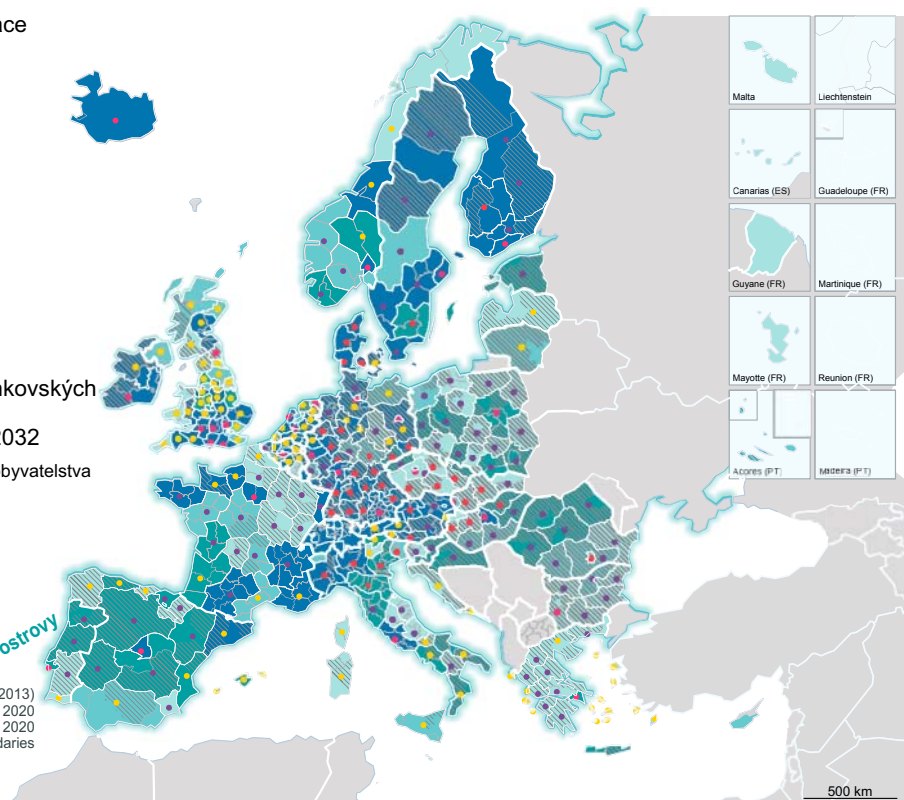 ace
nkovských
2032
obyvatelstva
ostrovy
2013)
2020
2020
daries
Malta
Liechtenstein
Canarias (ES)
Guadeloupe (FR)
Guyane (FR)
Martinique (FR)
Mayotte (FR)
Reunion (FR)
Acores (PT)
Madeira (PT)
500 km